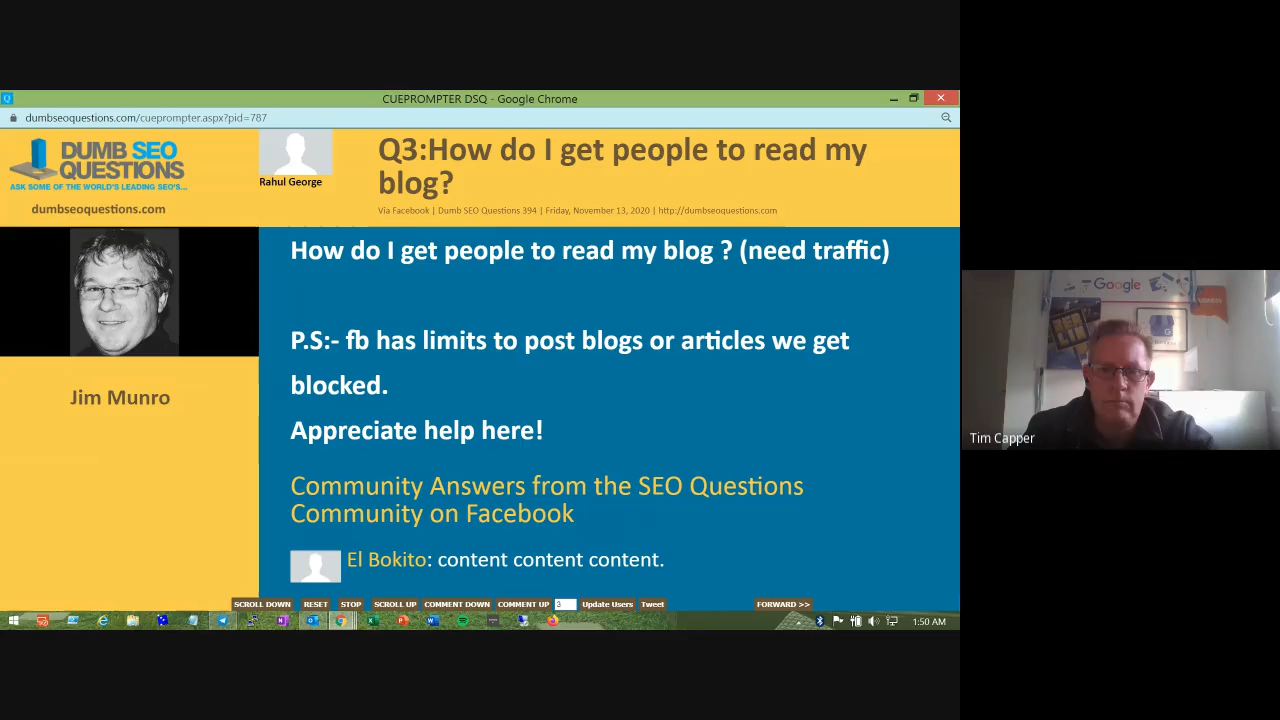 CUEPROMPTER DSQ - Google Chrome
dumbseoquestions.com/cueprompter.aspx?pid=787
DUMB SEO
QUESTIONS
ASK SOME OF THE WORLD'S LEADING SEO'S...
dumbseoquestions.com
Rahul George
Q3:How do I get people to read my
blog?
Via Facebook | Dumb SEO Questions 394 | Friday, November 13, 2020 | http://dumbseoquestions.com
Jim Munro
How do I get people to read my blog ? (need traffic)
P.S:- fb has limits to post blogs or articles we get
blocked.
Appreciate help here!
Community Answers from the SEO Questions
Community on Facebook
El Bokito: content content content.
SCROLL DOWN RESET STOP SCROLL UP COMMENT DOWN COMMENT UP 3 Update Users Tweet FORWARD >>
1:50 AM
Google
Tim Capper